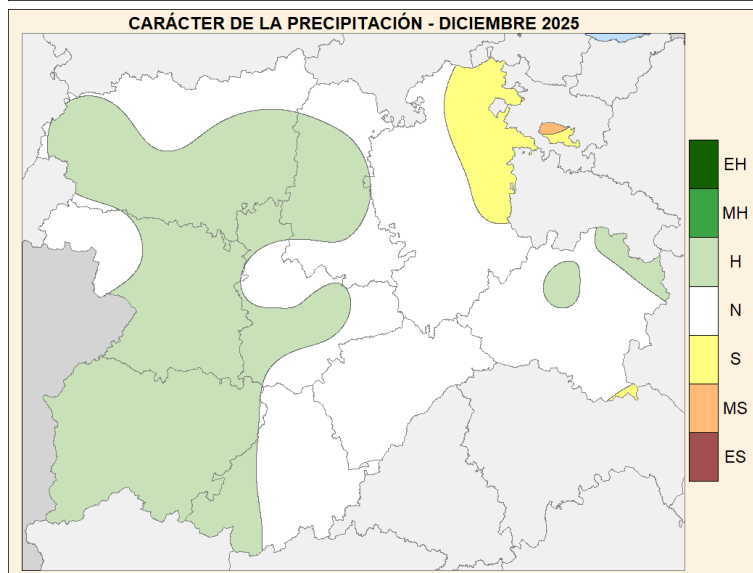 CARÁCTER DE LA PRECIPITACIÓN - DICIEMBRE 2025
EH
MH
H
N
S
MS
ES